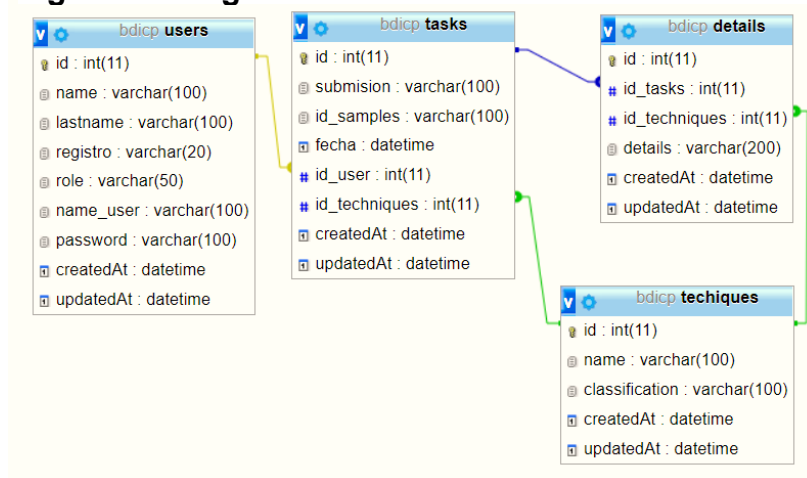 bdicp users
id : int(11)
name : varchar(100)
lastname : varchar(100)
registro : varchar(20)
role : varchar(50)
name_user : varchar(100)
password : varchar(100)
createdAt : datetime
updatedAt : datetime
bdicp tasks
id : int(11)
submision : varchar(100)
id_samples : varchar(100)
fecha : datetime
# id_user : int(11)
# id_techniques : int(11)
createdAt : datetime
updatedAt : datetime
bdicp details
id : int(11)
# id_tasks : int(11)
# id_techniques : int(11)
details : varchar(200)
createdAt : datetime
updatedAt : datetime
bdicp techiques
id : int(11)
name : varchar(100)
classification : varchar(100)
createdAt : datetime
updatedAt : datetime